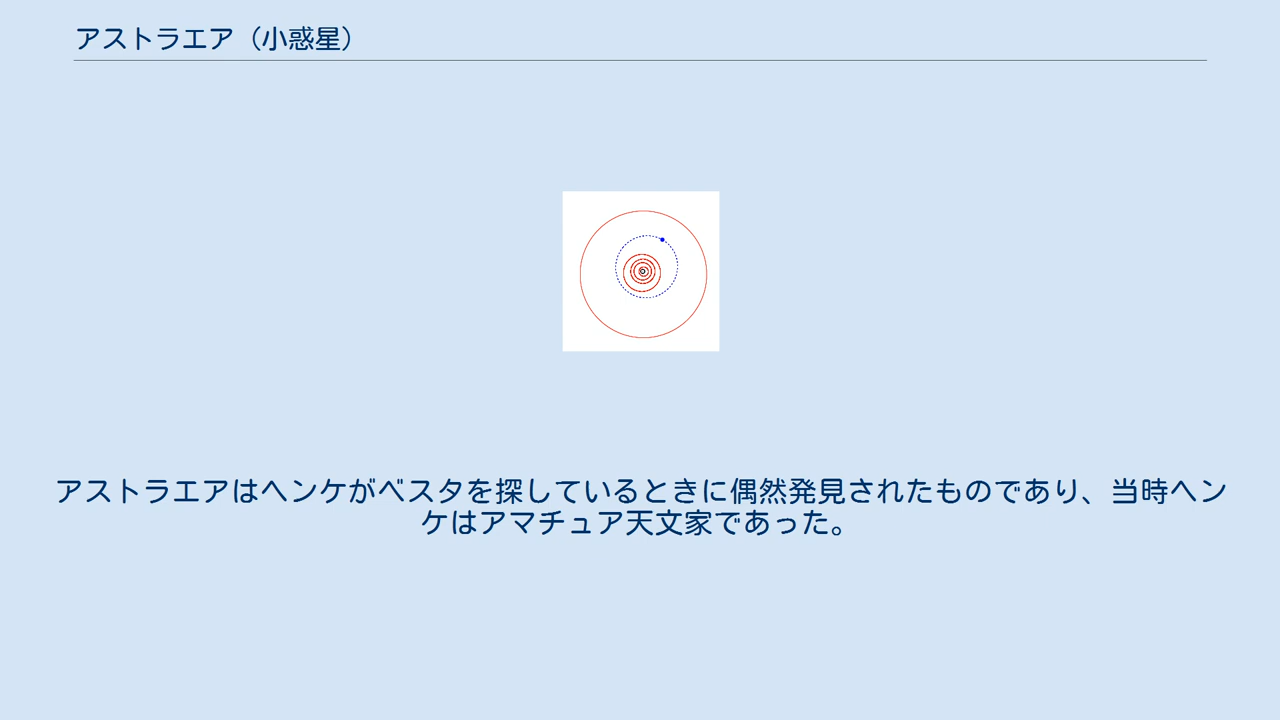 アストラエア（小惑星）
アストラエアはヘンケがベスタを探しているときに偶然発見されたものであり、当時ヘン
ケはアマチュア天文家であった。